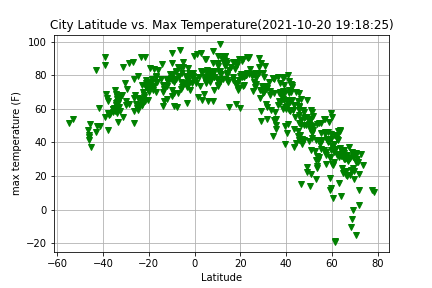 City Latitude vs. Max Temperature(2021-10-20 19:18:25)
max temperature (F)
100
80
60
40
20
0
−20
−60 −40 −20 0 20 40 60 80
Latitude